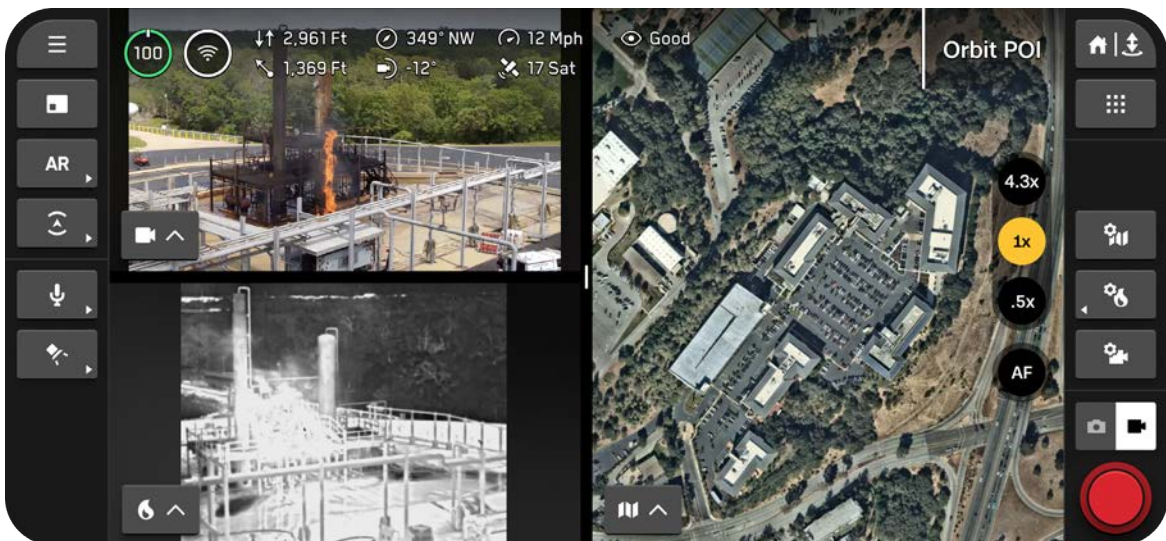 100 2,961 Ft 349° NW 12 Mph
1,369 Ft -12° 17 Sat
Good
Orbit POI
AR
4.3x
1x
.5x
AF